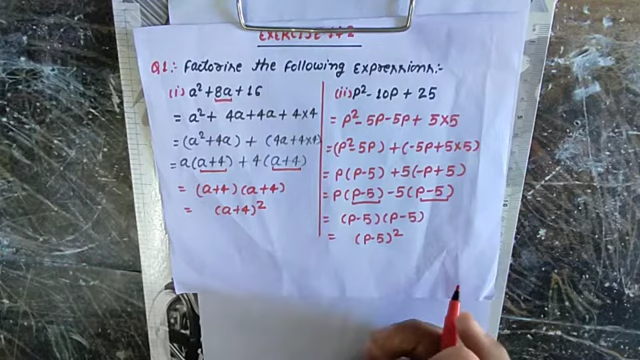 Q1:- Factorise the following expressions:-
(i) a² + 8a + 16
= a² + 4a + 4a + 4×4
= (a² + 4a) + (4a + 4×4)
= a(a+4) + 4(a+4)
= (a+4)(a+4)
= (a+4)²
(ii) p² - 10p + 25
= p² - 5p - 5p + 5×5
= (p² - 5p) + (-5p + 5×5)
= p(p-5) + 5(-p+5)
= p(p-5) - 5(p-5)
= (p-5)(p-5)
= (p-5)²